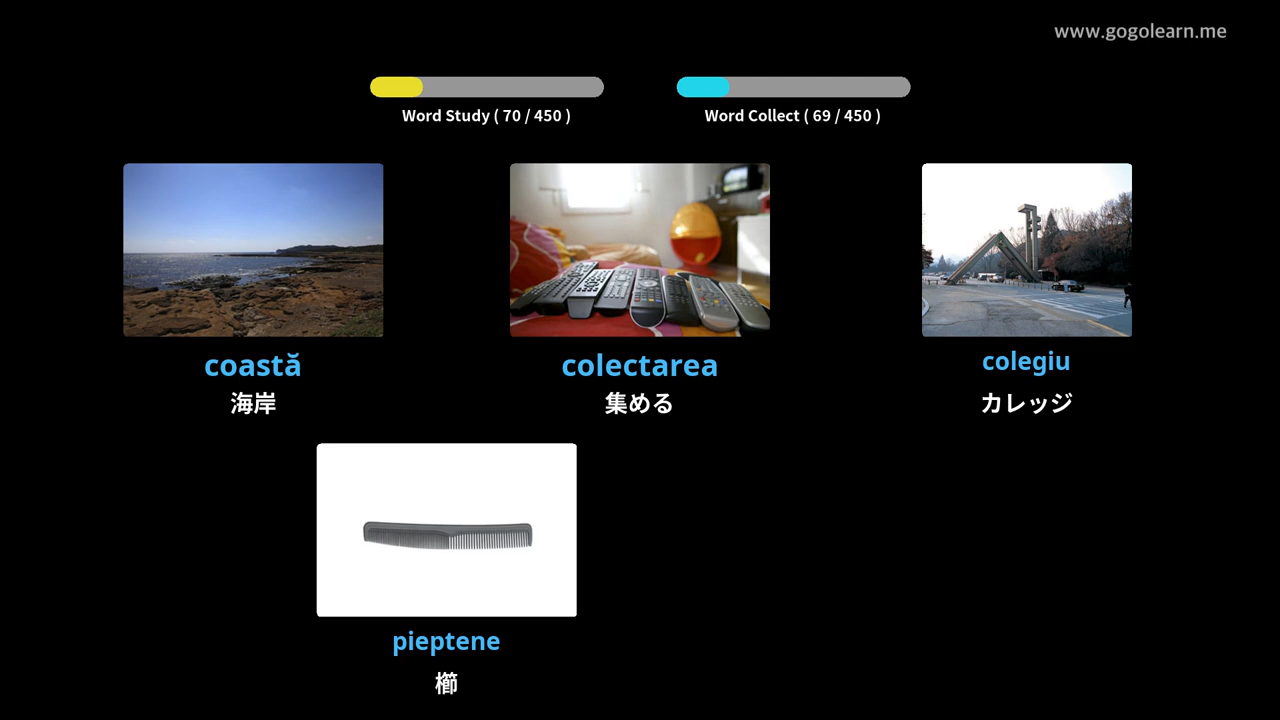 www.gogolearn.me
Word Study ( 70 / 450 )
Word Collect ( 69 / 450 )
coastă
海岸
colectarea
集める
colegiu
カレッジ
pieptene
櫛